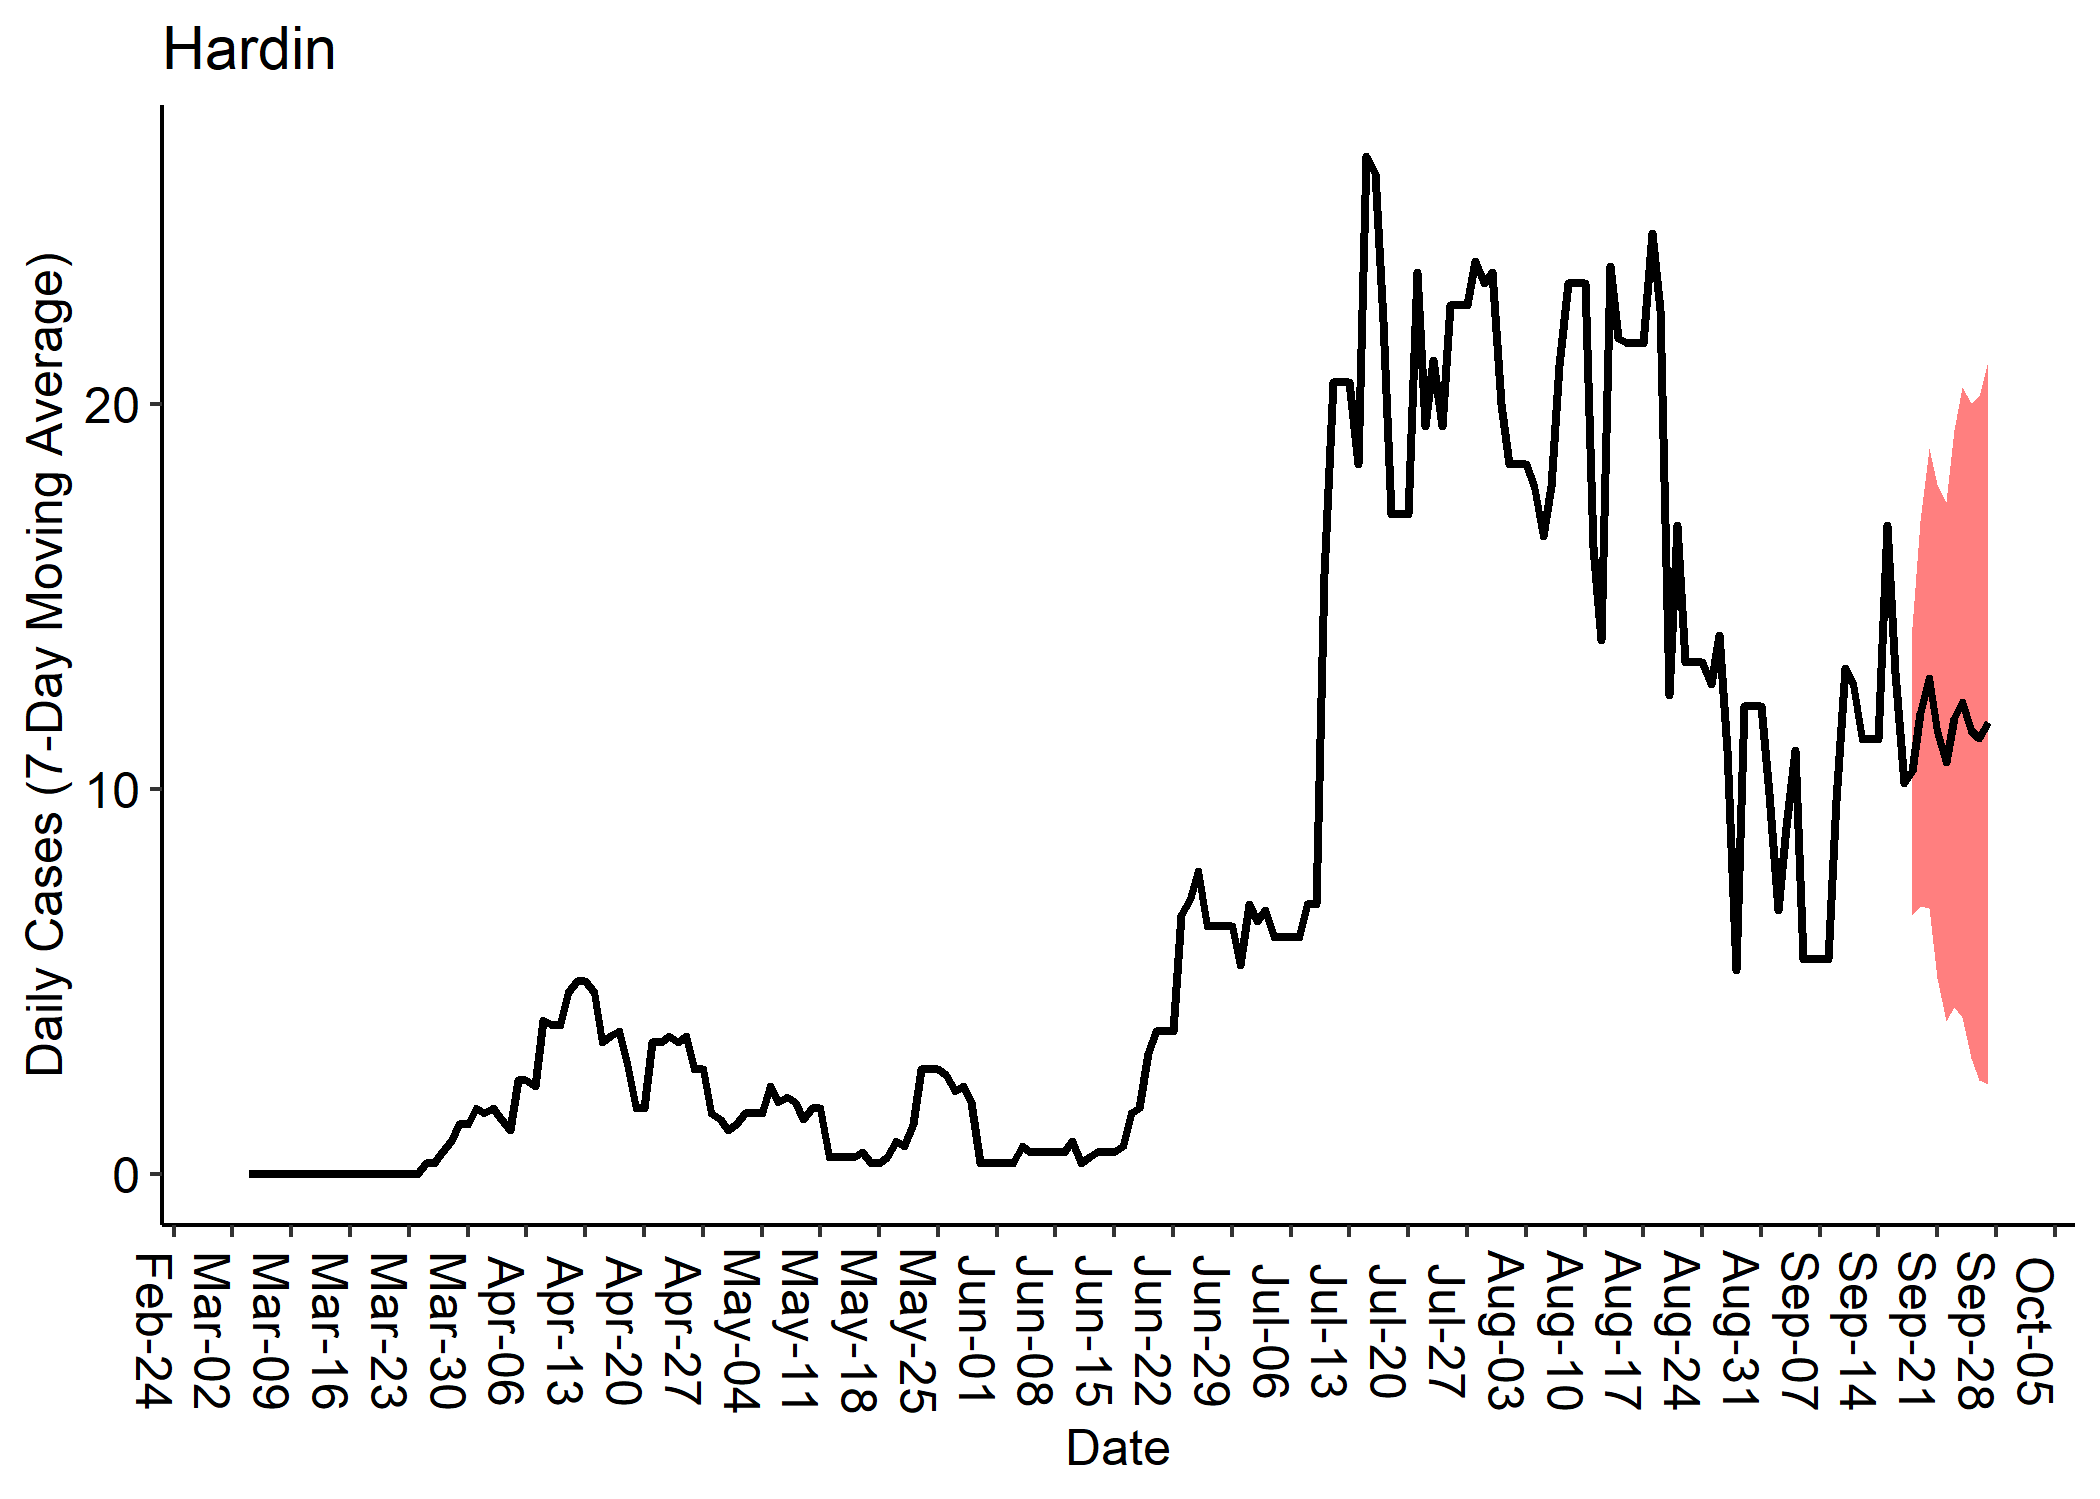 Hardin
Daily Cases (7-Day Moving Average)
20
10
0
Feb-24
Mar-02
Mar-09
Mar-16
Mar-23
Mar-30
Apr-06
Apr-13
Apr-20
Apr-27
May-04
May-11
May-18
May-25
Jun-01
Jun-08
Jun-15
Jun-22
Jun-29
Jul-06
Jul-13
Jul-20
Jul-27
Aug-03
Aug-10
Aug-17
Aug-24
Aug-31
Sep-07
Sep-14
Sep-21
Sep-28
Oct-05
Date